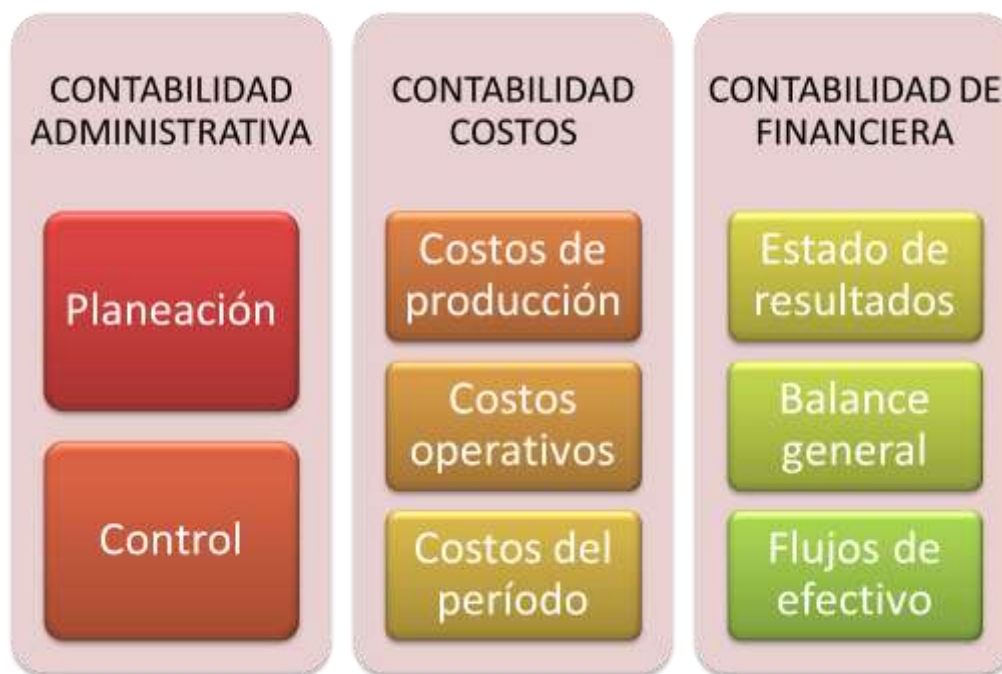 CONTABILIDAD
ADMINISTRATIVA
Planeación
Control
CONTABILIDAD
COSTOS
Costos de
producción
Costos
operativos
Costos del
período
CONTABILIDAD DE
FINANCIERA
Estado de
resultados
Balance
general
Flujos de
efectivo